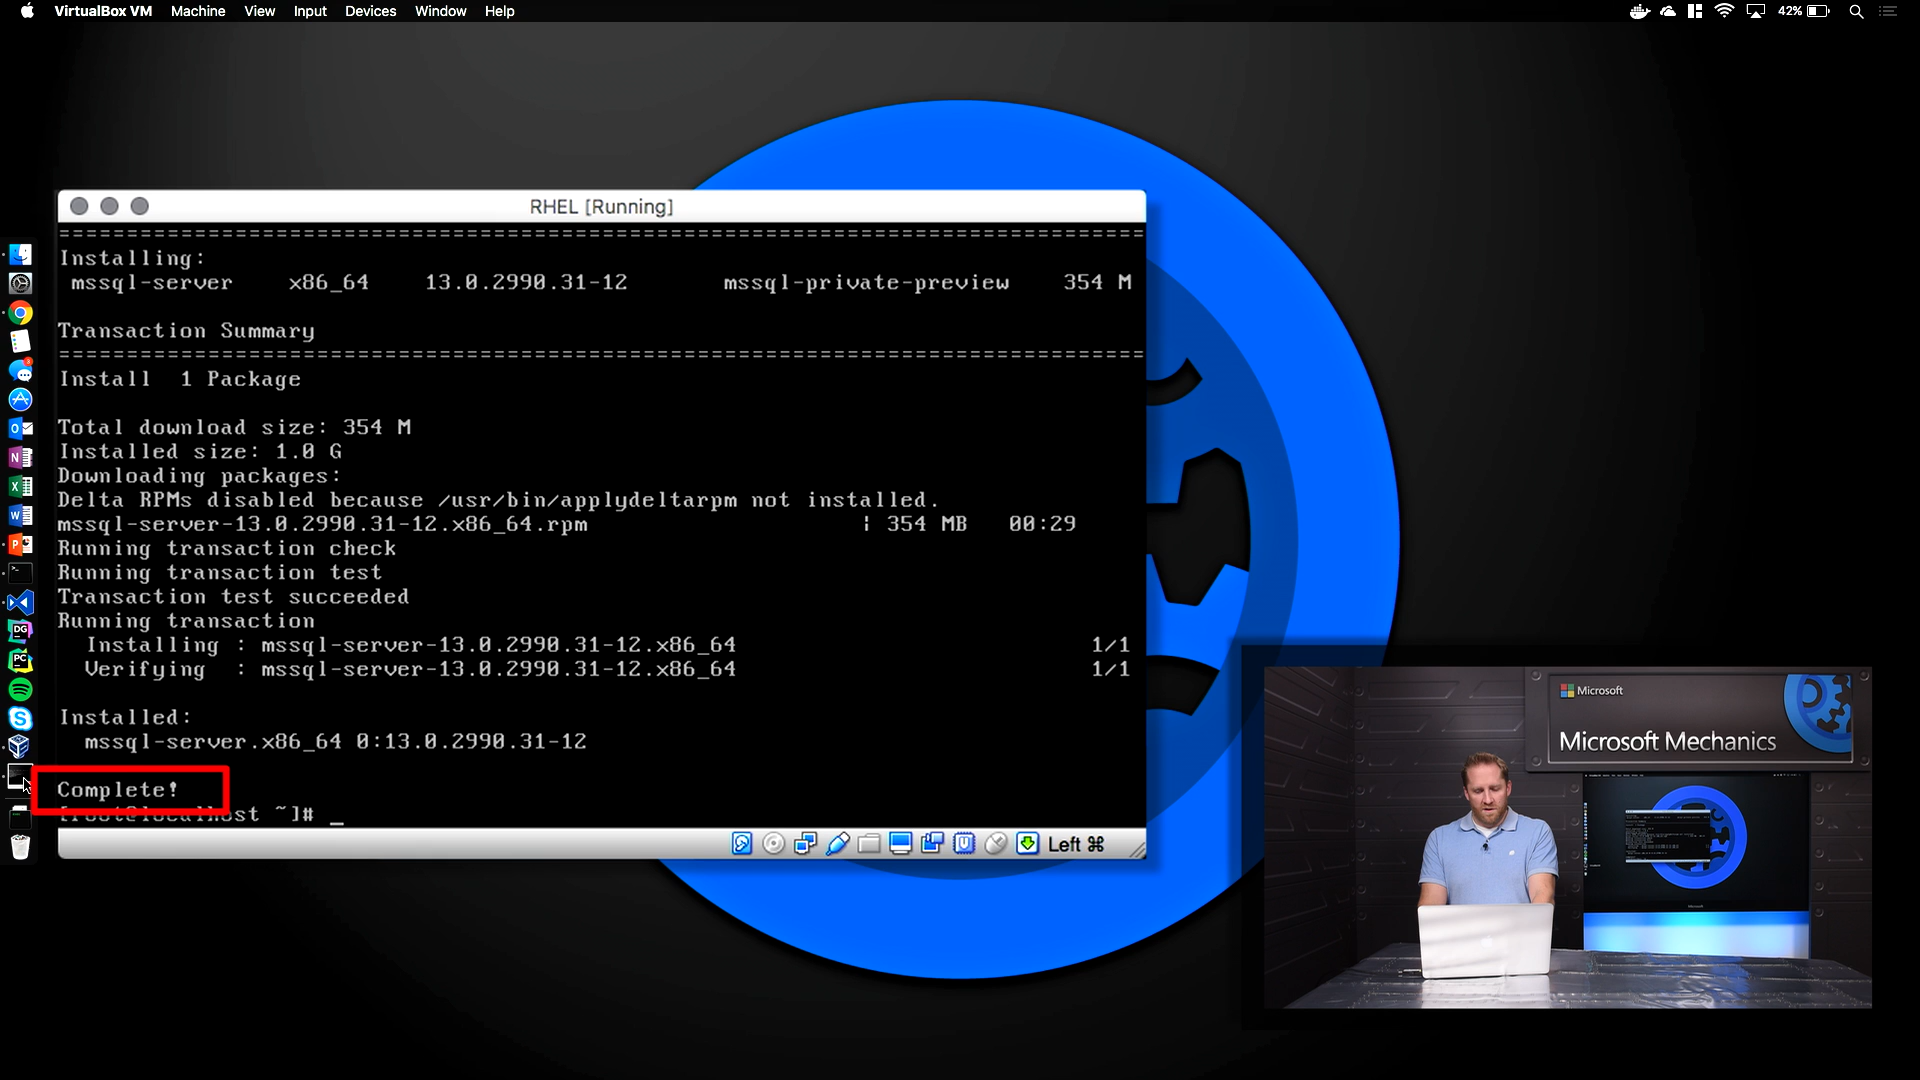 VirtualBox VM Machine View Input Devices Window Help 42%
RHEL [Running]
================================================================================
Installing:
mssql-server x86_64 13.0.2990.31-12 mssql-private-preview 354 M
Transaction Summary
================================================================================
Install 1 Package
Total download size: 354 M
Installed size: 1.0 G
Downloading packages:
Delta RPMs disabled because /usr/bin/applydeltarpm not installed.
mssql-server-13.0.2990.31-12.x86_64.rpm | 354 MB 00:29
Running transaction check
Running transaction test
Transaction test succeeded
Running transaction
Installing : mssql-server-13.0.2990.31-12.x86_64 1/1
Verifying : mssql-server-13.0.2990.31-12.x86_64 1/1
Installed:
mssql-server.x86_64 0:13.0.2990.31-12
Complete!
[root@localhost ~]# _
Left ⌘
Microsoft
Microsoft Mechanics